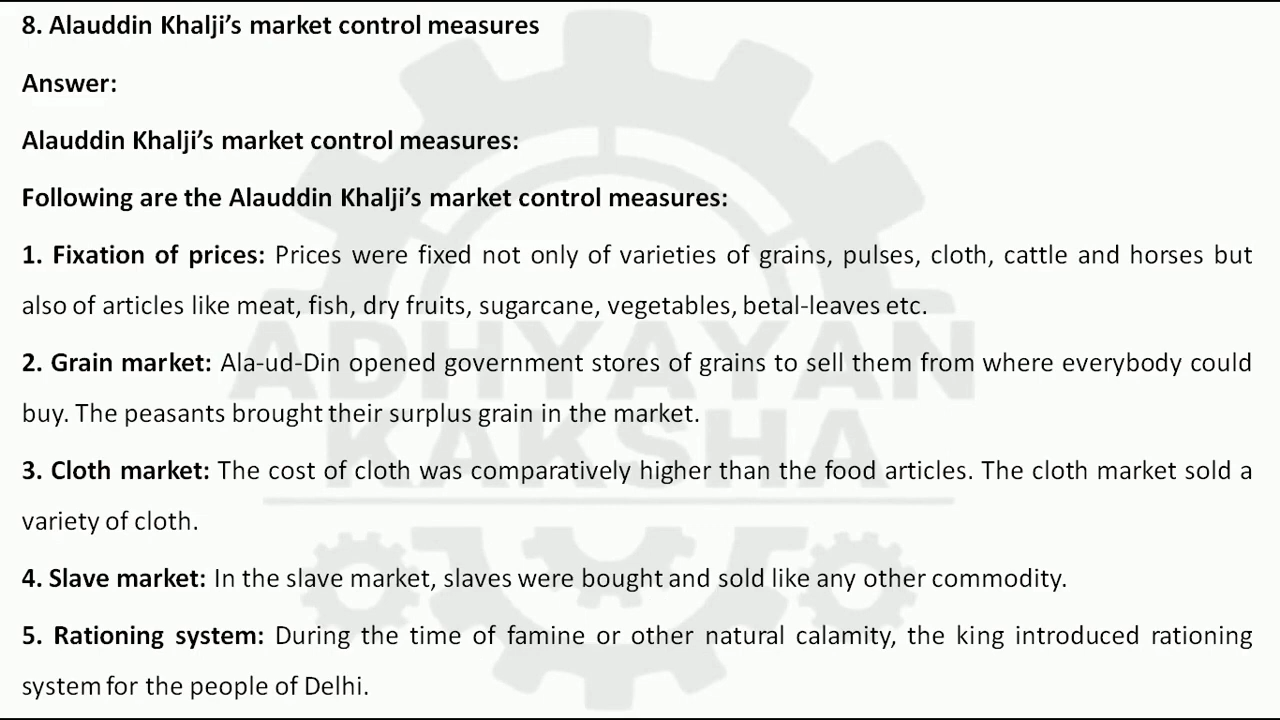 8. Alauddin Khalji’s market control measures
Answer:
Alauddin Khalji’s market control measures:
Following are the Alauddin Khalji’s market control measures:
1. Fixation of prices: Prices were fixed not only of varieties of grains, pulses, cloth, cattle and horses but
also of articles like meat, fish, dry fruits, sugarcane, vegetables, betal-leaves etc.
2. Grain market: Ala-ud-Din opened government stores of grains to sell them from where everybody could
buy. The peasants brought their surplus grain in the market.
3. Cloth market: The cost of cloth was comparatively higher than the food articles. The cloth market sold a
variety of cloth.
4. Slave market: In the slave market, slaves were bought and sold like any other commodity.
5. Rationing system: During the time of famine or other natural calamity, the king introduced rationing
system for the people of Delhi.
ADHYAYAN
KAKSHA